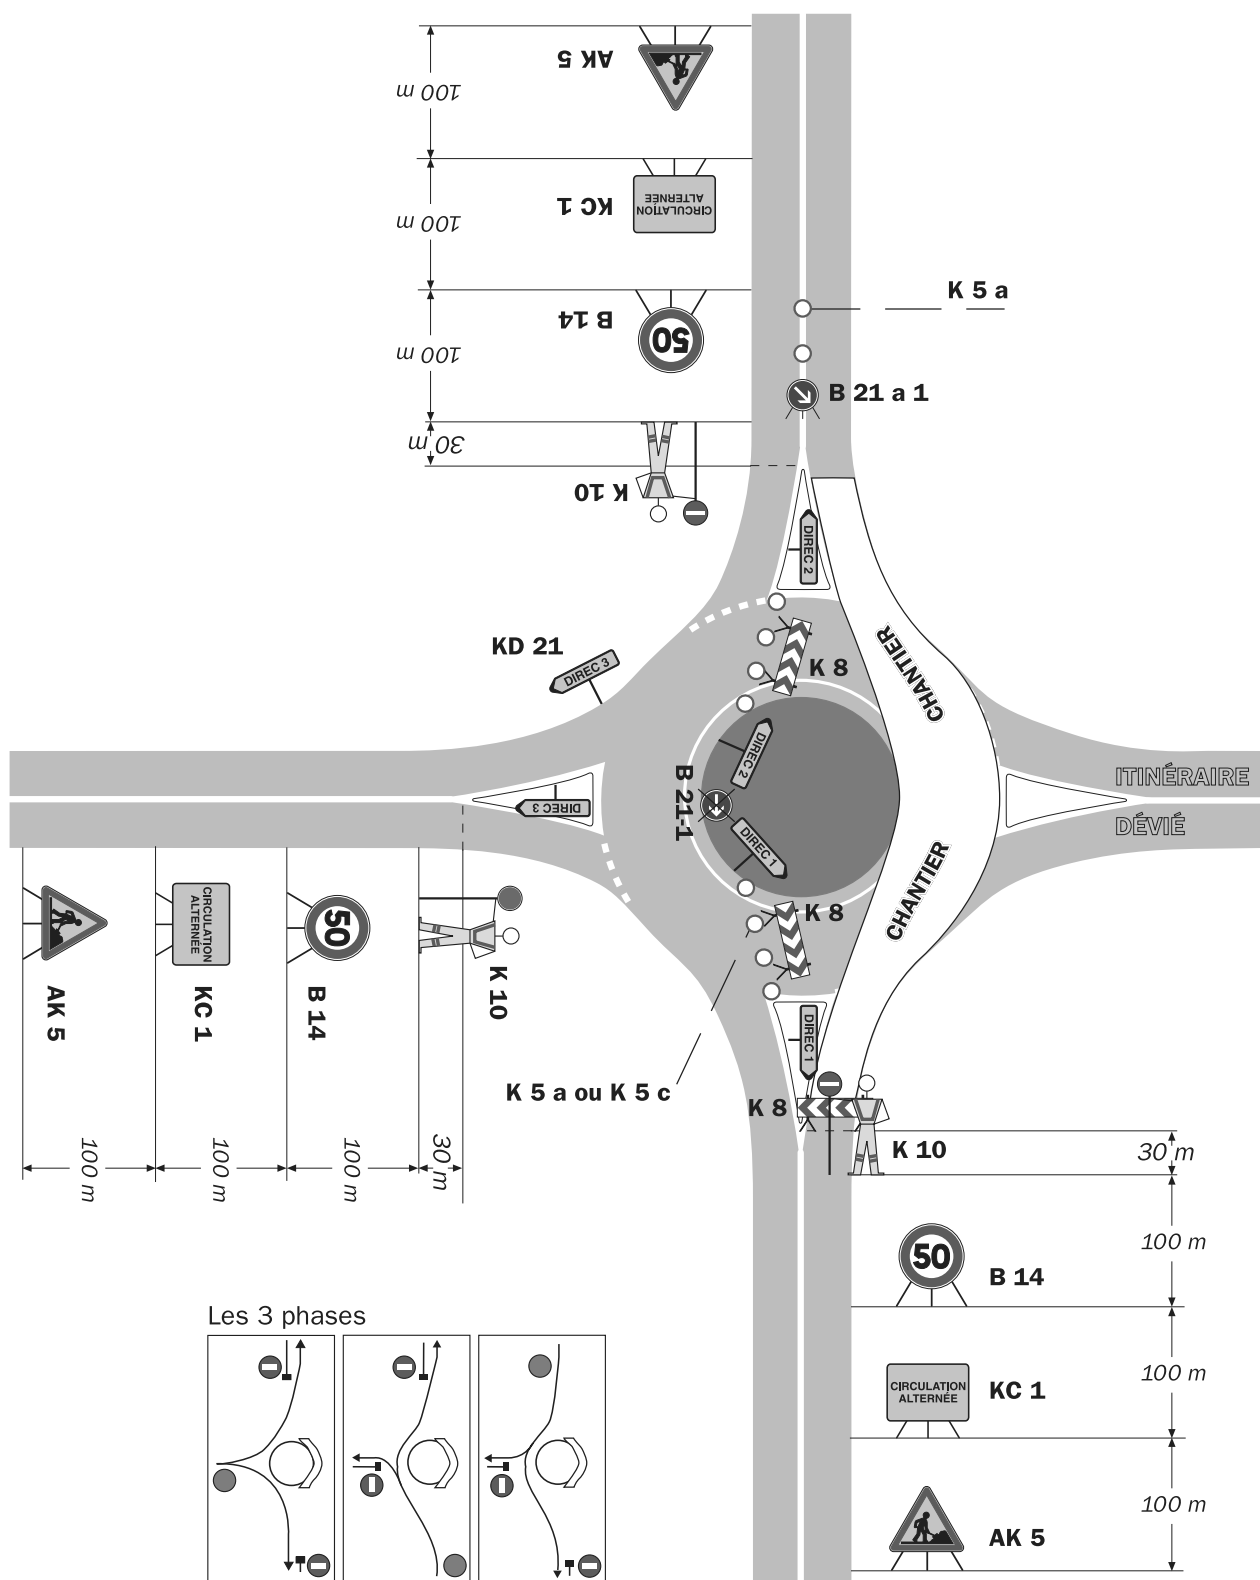 AK 5
100 m
KC 1
CIRCULATION
ALTERNÉE
100 m
K 5 a
B 14
50
100 m
B 21 a 1
30 m
K 10
DIREC 2
CHANTIER
KD 21
DIREC 3
K 8
DIREC 2
B 21-1
ITINÉRAIRE
DÉVIÉ
DIREC 3
DIREC 1
CHANTIER
K 8
CIRCULATION
ALTERNÉE
50
AK 5
KC 1
B 14
K 10
DIREC 1
K 5 a ou K 5 c
K 8
K 10
30 m
100 m
100 m
100 m
30 m
50
B 14
100 m
Les 3 phases
CIRCULATION
ALTERNÉE
KC 1
100 m
AK 5
100 m